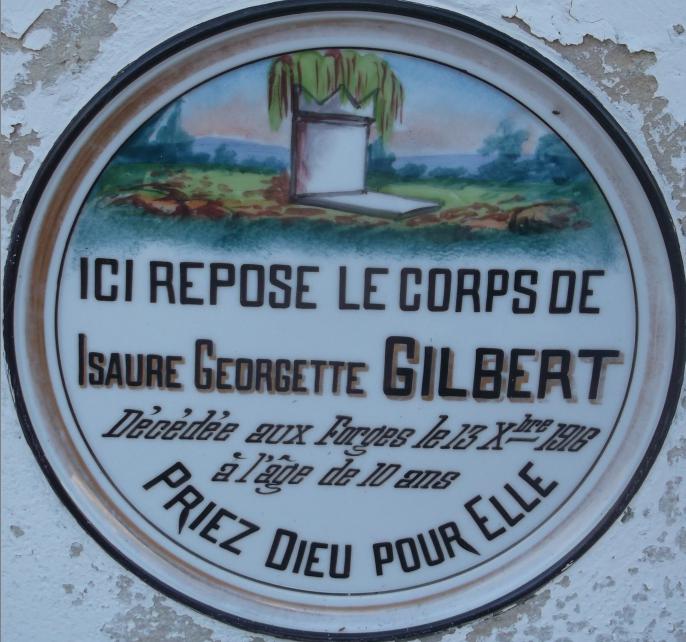 ICI REPOSE LE CORPS DE
ISAURE GEORGETTE GILBERT
Décédée aux Forges le 13 Xbre 1916
à l'âge de 10 ans
PRIEZ DIEU POUR ELLE